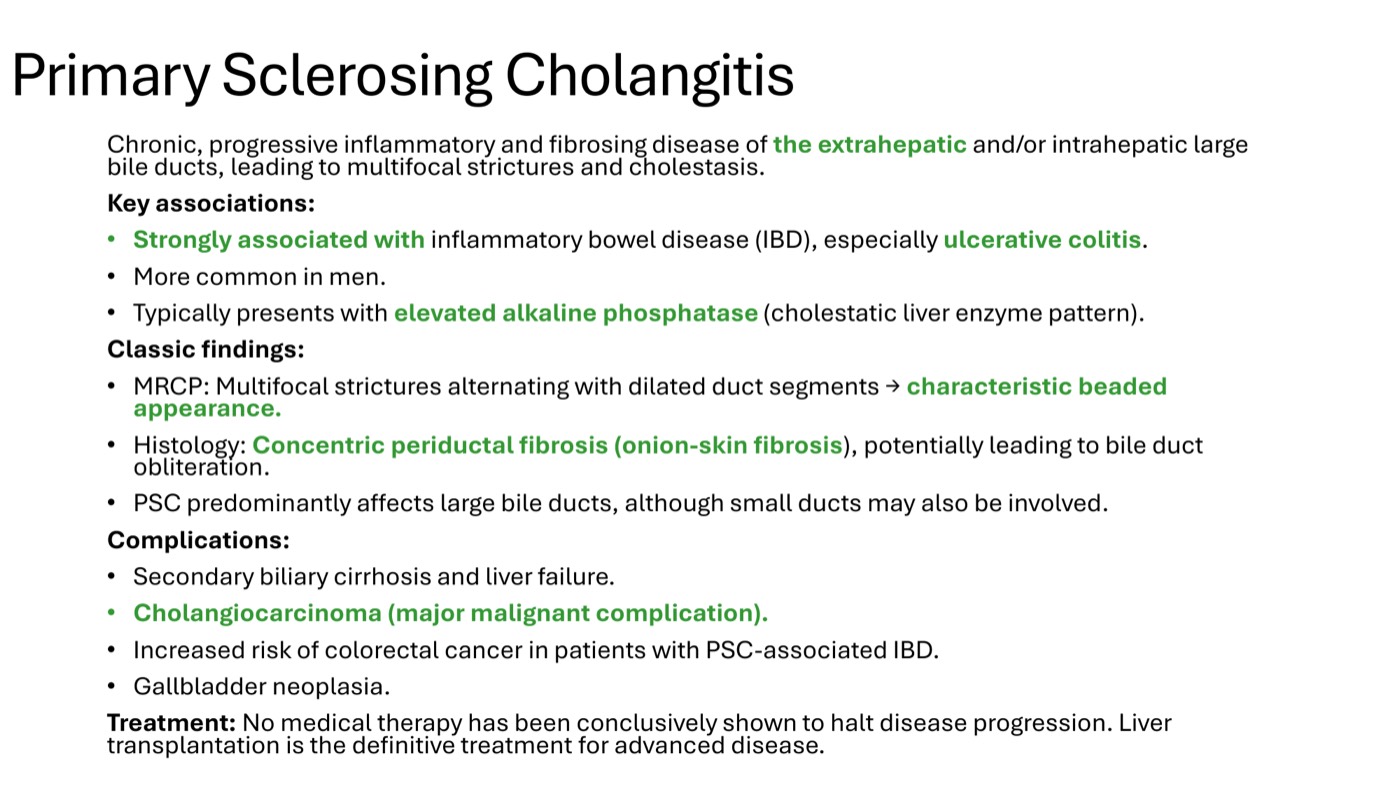 Primary Sclerosing Cholangitis
Chronic, progressive inflammatory and fibrosing disease of the extrahepatic and/or intrahepatic large
bile ducts, leading to multifocal strictures and cholestasis.
Key associations:
• Strongly associated with inflammatory bowel disease (IBD), especially ulcerative colitis.
• More common in men.
• Typically presents with elevated alkaline phosphatase (cholestatic liver enzyme pattern).
Classic findings:
• MRCP: Multifocal strictures alternating with dilated duct segments → characteristic beaded
appearance.
• Histology: Concentric periductal fibrosis (onion-skin fibrosis), potentially leading to bile duct
obliteration.
• PSC predominantly affects large bile ducts, although small ducts may also be involved.
Complications:
• Secondary biliary cirrhosis and liver failure.
• Cholangiocarcinoma (major malignant complication).
• Increased risk of colorectal cancer in patients with PSC-associated IBD.
• Gallbladder neoplasia.
Treatment: No medical therapy has been conclusively shown to halt disease progression. Liver
transplantation is the definitive treatment for advanced disease.